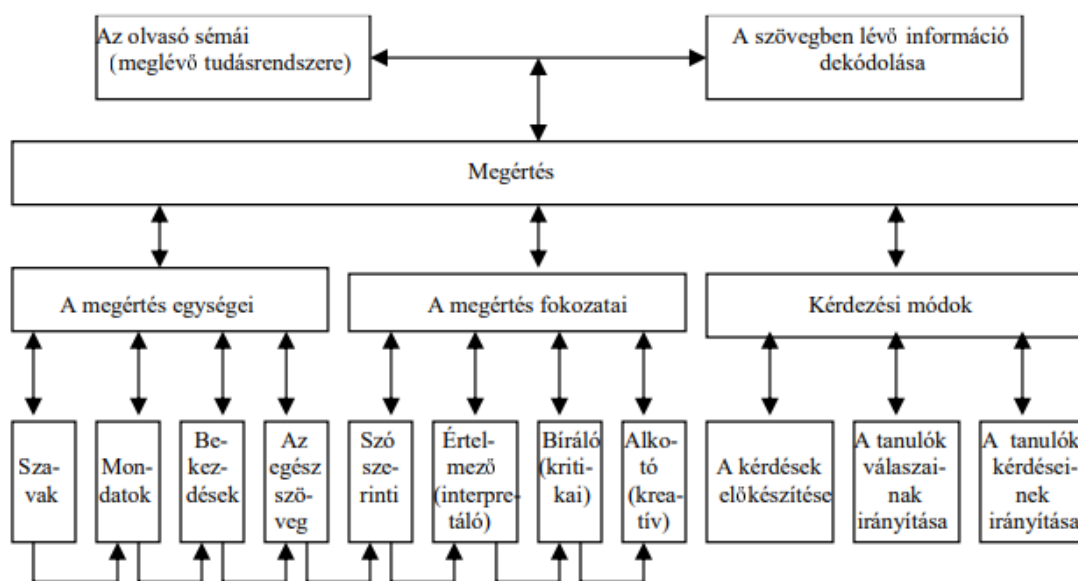 Az olvasó sémái
(meglévő tudásrendszere)
A szövegben lévő információ
dekódolása
Megértés
A megértés egységei
A megértés fokozatai
Kérdezési módok
Sza-
vak
Mon-
datok
Be-
kez-
dések
Az
egész
szö-
veg
Szó
sze-
rinti
Értel-
mező
(interpre-
táló)
Bíráló
(kriti-
kai)
Alko-
tó
(krea-
tív)
A kérdések
előkészítése
A tanulók
válaszai-
nak
irányítása
A tanulók
kérdései-
nek
irányítása